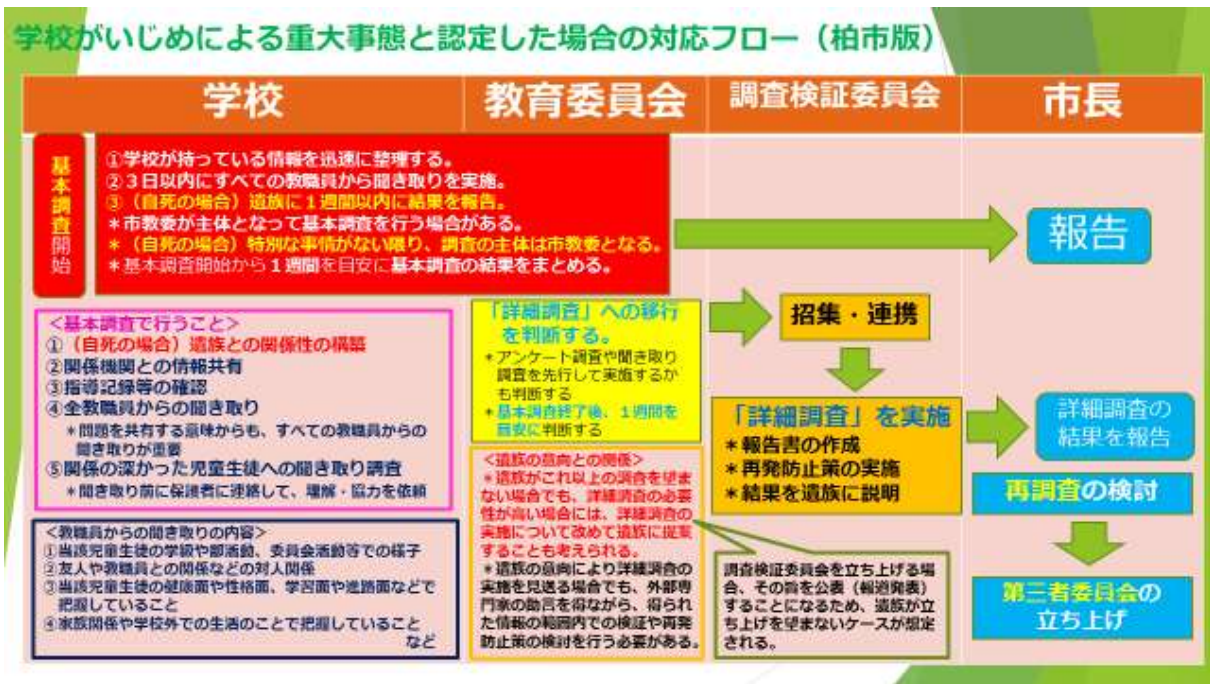 学校がいじめによる重大事態と認定した場合の対応フロー（柏市版）
学校
教育委員会
調査検証委員会
市長
基本調査開始
①学校が持っている情報を迅速に整理する。
②３日以内にすべての教職員から聞き取りを実施。
③（自死の場合）遺族に１週間以内に結果を報告。
＊市教委が主体となって基本調査を行う場合がある。
＊（自死の場合）特別な事情がない限り、調査の主体は市教委となる。
＊基本調査開始から１週間を目安に基本調査の結果をまとめる。
報告
＜基本調査で行うこと＞
①（自死の場合）遺族との関係性の構築
②関係機関との情報共有
③指導記録等の確認
④全教職員からの聞き取り
＊問題を共有する意味からも、すべての教職員からの
聞き取りが重要
⑤関係の深かった児童生徒への聞き取り調査
＊聞き取り前に保護者に連絡して、理解・協力を依頼
＜教職員からの聞き取りの内容＞
①当該児童生徒の学級や部活動、委員会活動等での様子
②友人や教職員との関係などの対人関係
③当該児童生徒の健康面や性格面、学習面や進路面などで
把握していること
④家族関係や学校外での生活のことで把握していること
など
「詳細調査」への移行
を判断する。
＊アンケート調査や聞き取り
調査を先行して実施するか
も判断する
＊基本調査終了後、１週間を
目安に判断する
＜遺族の意向との関係＞
＊遺族がこれ以上の調査を望ま
ない場合でも、詳細調査の必要
性が高い場合には、詳細調査の
実施について改めて遺族に提案
することも考えられる。
＊遺族の意向により詳細調査の
実施を見送る場合でも、外部専
門家の助言を得ながら、得られ
た情報の範囲内での検証や再発
防止策の検討を行う必要がある。
招集・連携
「詳細調査」を実施
＊報告書の作成
＊再発防止策の実施
＊結果を遺族に説明
調査検証委員会を立ち上げる場
合、その旨を公表（報道発表）
することになるため、遺族が立
ち上げを望まないケースが想定
される。
詳細調査の
結果を報告
再調査の検討
第三者委員会の
立ち上げ